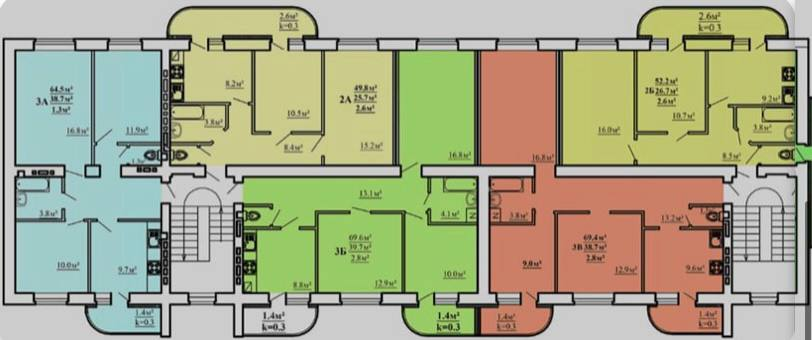 2.6м²
k=0.3
2.6м²
k=0.3
64.5м²
3А 38.7м²
1.3м²
16.8м²
11.9м²
8.2м²
3.8м²
10.5м²
8.4м²
49.8м²
2А 25.7м²
2.6м²
15.2м²
16.8м²
16.8м²
16.0м²
52.2м²
2Б 26.7м²
2.6м²
10.7м²
9.2м²
3.8м²
8.5м²
3.8м²
10.0м²
9.7м²
1.4м²
k=0.3
13.1м²
4.1м²
69.6м²
3Б 39.7м²
2.8м²
8.8м²
12.9м²
10.0м²
1.4м²
k=0.3
1.4м²
k=0.3
3.8м²
13.2м²
69.4м²
3В 38.7м²
2.8м²
9.0м²
12.9м²
9.6м²
1.4м²
k=0.3
1.4м²
k=0.3